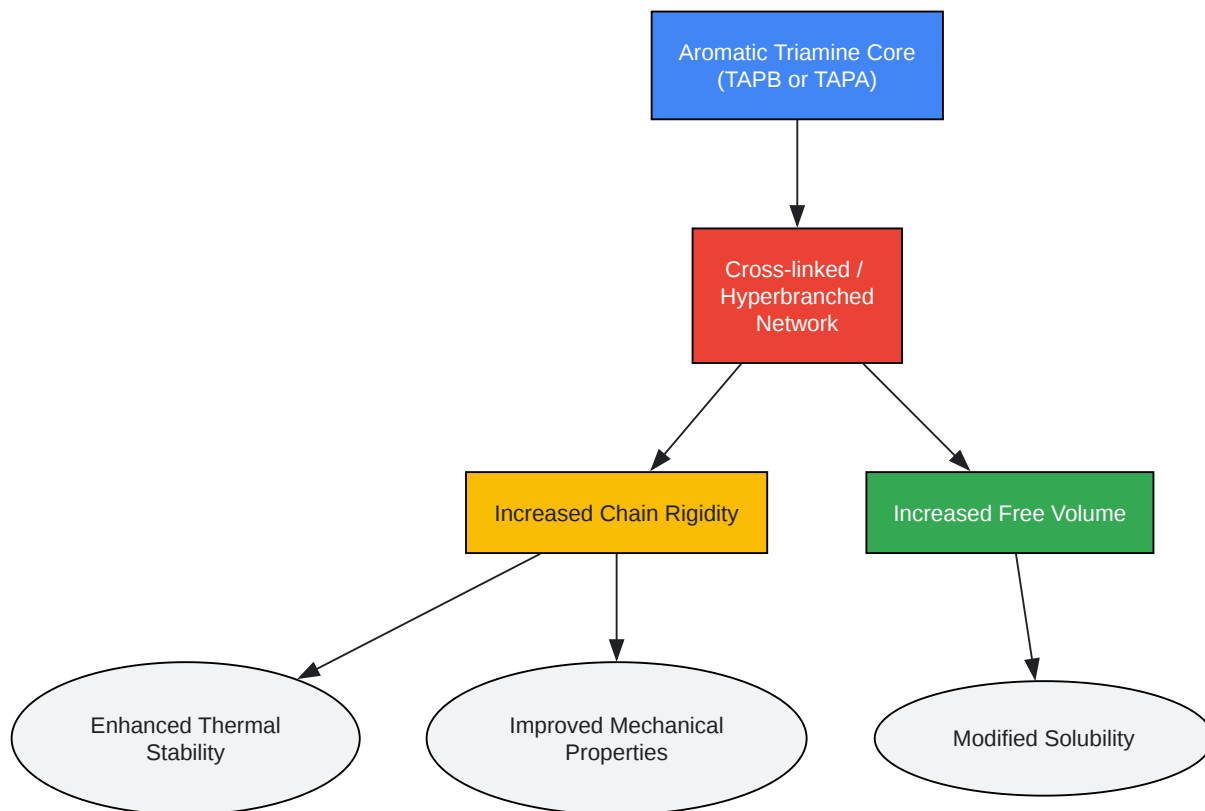 Aromatic Triamine Core
(TAPB or TAPA)
Cross-linked /
Hyperbranched
Network
Increased Chain Rigidity
Increased Free Volume
Enhanced Thermal
Stability
Improved Mechanical
Properties
Modified Solubility